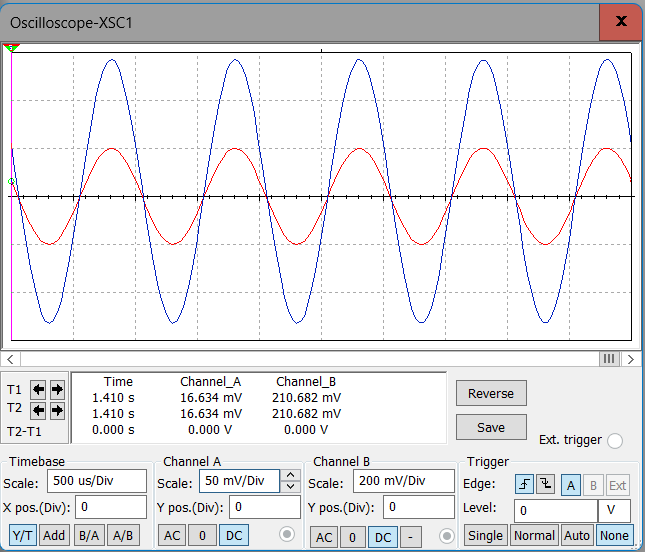 Oscilloscope-XSC1
x
T1
T2
T2-T1
Time Channel_A Channel_B
1.410 s 16.634 mV 210.682 mV
1.410 s 16.634 mV 210.682 mV
0.000 s 0.000 V 0.000 V
Reverse
Save
Ext. trigger
Timebase
Scale: 500 us/Div
X pos.(Div): 0
Y/T Add B/A A/B
Channel A
Scale: 50 mV/Div
Y pos.(Div): 0
AC 0 DC
Channel B
Scale: 200 mV/Div
Y pos.(Div): 0
AC 0 DC -
Trigger
Edge: A B Ext
Level: 0 V
Single Normal Auto None